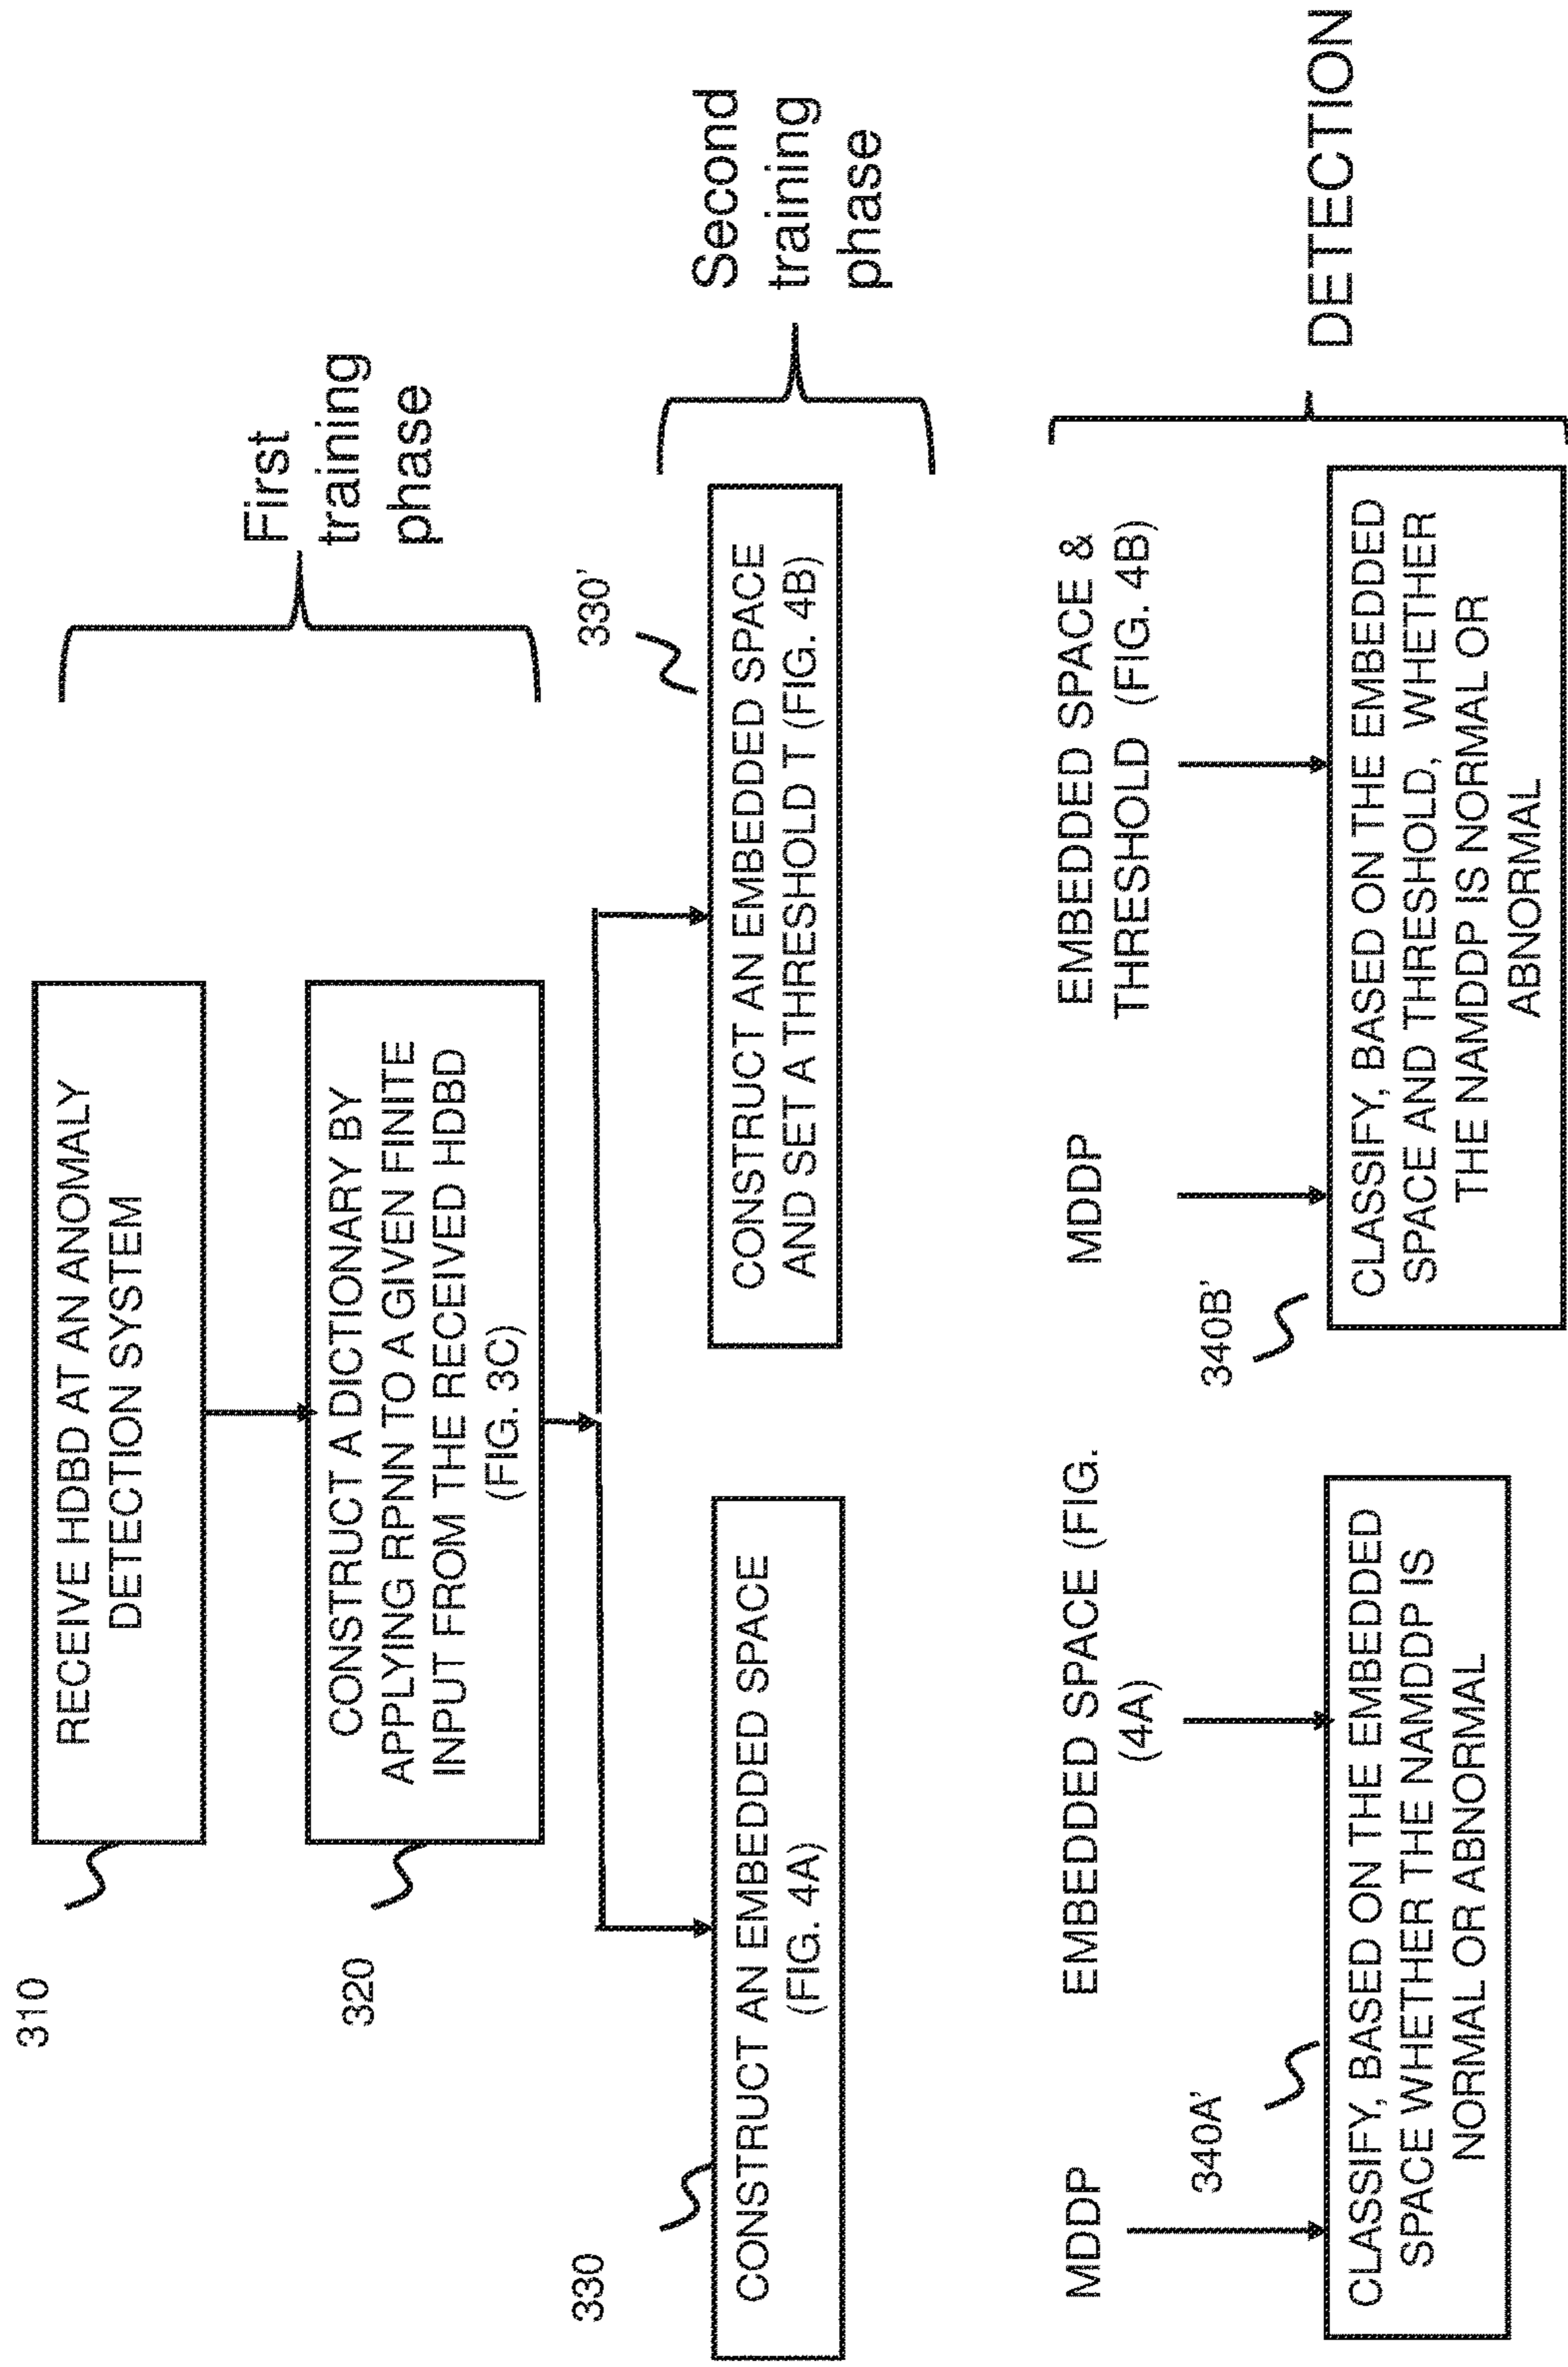 310
RECEIVE HDBD AT AN ANOMALY
DETECTION SYSTEM
320
CONSTRUCT A DICTIONARY BY
APPLYING RPNN TO A GIVEN FINITE
INPUT FROM THE RECEIVED HDBD
(FIG. 3C)
First
training
phase
330
CONSTRUCT AN EMBEDDED SPACE
(FIG. 4A)
330'
CONSTRUCT AN EMBEDDED SPACE
AND SET A THRESHOLD T (FIG. 4B)
Second
training
phase
MDDP
EMBEDDED SPACE (FIG.
(4A)
340A'
CLASSIFY, BASED ON THE EMBEDDED
SPACE WHETHER THE NAMDDP IS
NORMAL OR ABNORMAL
MDDP
EMBEDDED SPACE &
THRESHOLD (FIG. 4B)
340B'
CLASSIFY, BASED ON THE EMBEDDED
SPACE AND THRESHOLD, WHETHER
THE NAMDDP IS NORMAL OR
ABNORMAL
DETECTION